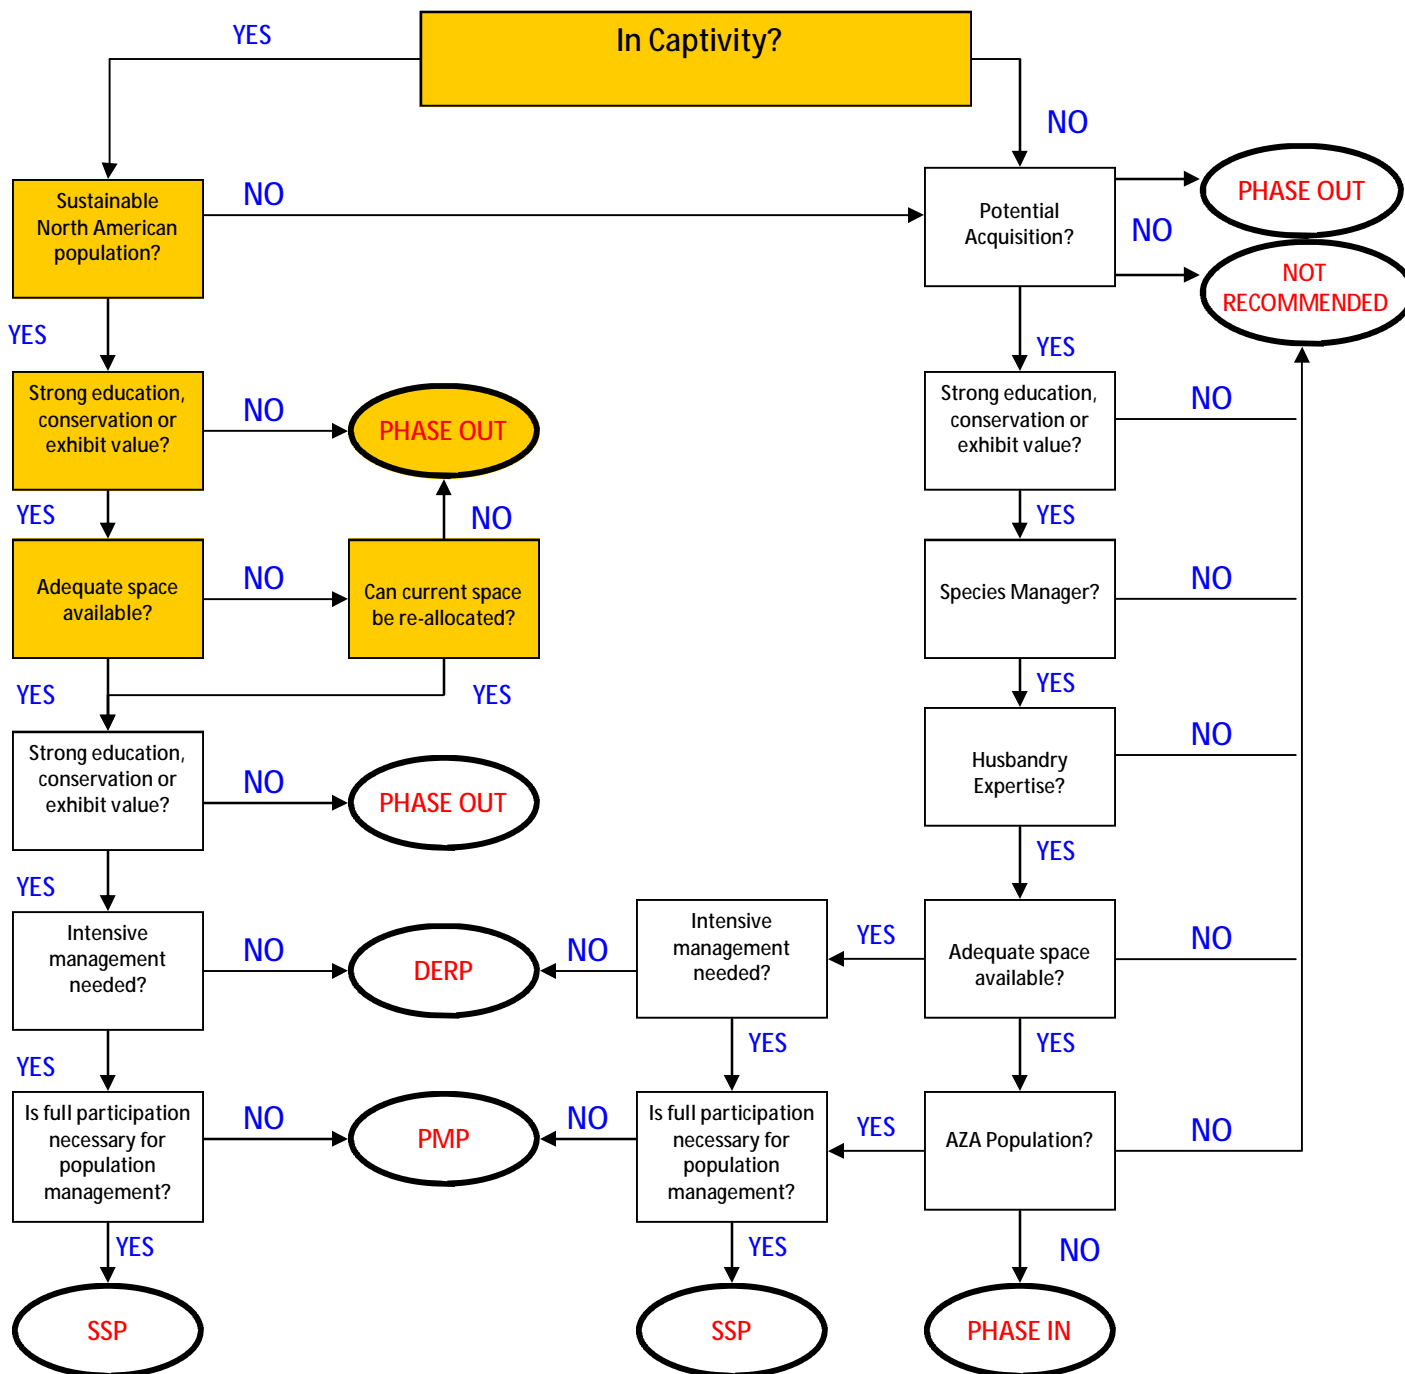 In Captivity?
YES
NO
Sustainable
North American
population?
NO
Potential
Acquisition?
PHASE OUT
NO
NOT
RECOMMENDED
YES
YES
Strong education,
conservation or
exhibit value?
NO
PHASE OUT
Strong education,
conservation or
exhibit value?
NO
YES
NO
YES
Adequate space
available?
NO
Can current space
be re-allocated?
Species Manager?
NO
YES
YES
YES
Strong education,
conservation or
exhibit value?
NO
PHASE OUT
Husbandry
Expertise?
NO
YES
YES
Intensive
management
needed?
NO
DERP
NO
Intensive
management
needed?
YES
Adequate space
available?
NO
YES
YES
YES
Is full participation
necessary for
population
management?
NO
PMP
NO
Is full participation
necessary for
population
management?
YES
AZA Population?
NO
YES
YES
NO
SSP
SSP
PHASE IN